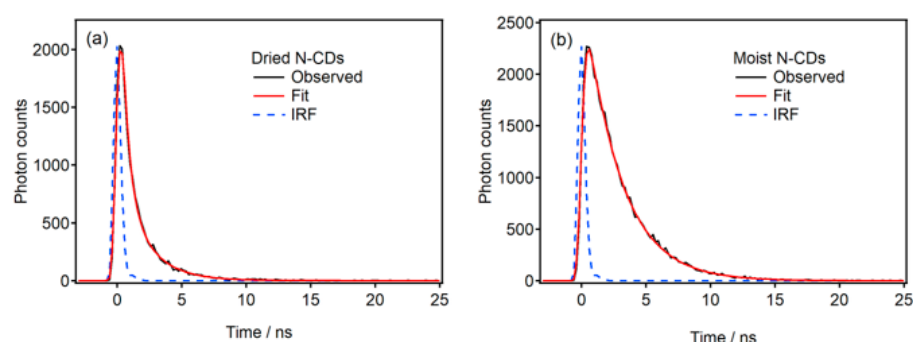 (a)
Dried N-CDs
Observed
Fit
IRF
Photon counts
2000
1500
1000
500
0
0 5 10 15 20 25
Time / ns
(b)
Moist N-CDs
Observed
Fit
IRF
Photon counts
2500
2000
1500
1000
500
0
0 5 10 15 20 25
Time / ns